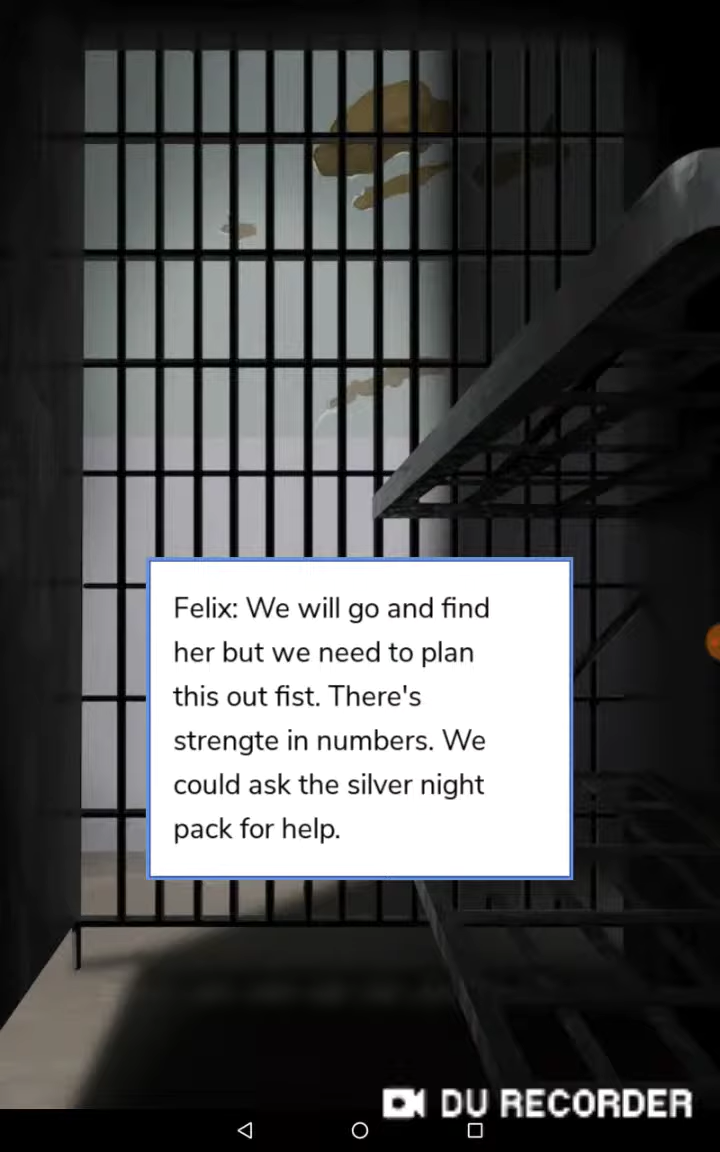 Felix: We will go and find
her but we need to plan
this out fist. There's
strengte in numbers. We
could ask the silver night
pack for help.
DU RECORDER